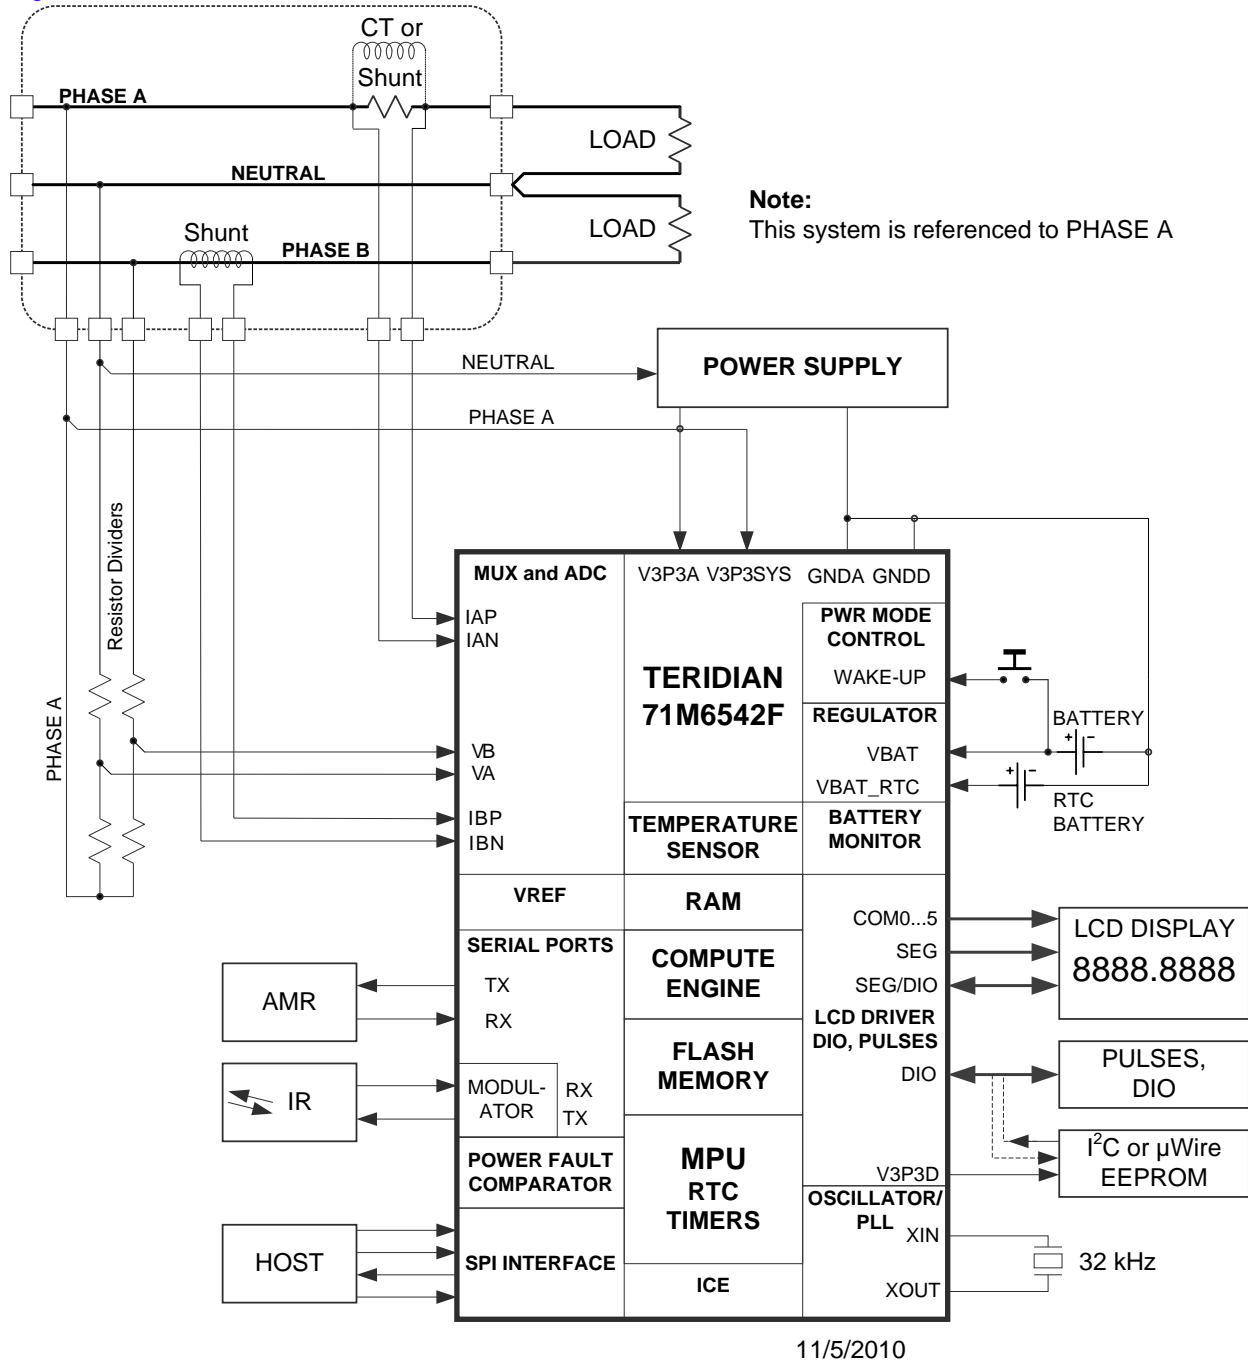 CT or
Shunt
PHASE A
LOAD
NEUTRAL
Note:
This system is referenced to PHASE A
LOAD
Shunt
PHASE B
NEUTRAL
POWER SUPPLY
PHASE A
Resistor Dividers
PHASE A
MUX and ADC
V3P3A V3P3SYS GNDA GNDD
IAP
IAN
PWR MODE
CONTROL
TERIDIAN
71M6542F
WAKE-UP
REGULATOR
BATTERY
+ -
VB
VA
VBAT
VBAT_RTC
+ -
RTC
BATTERY
IBP
IBN
TEMPERATURE
SENSOR
BATTERY
MONITOR
VREF
RAM
COM0...5
LCD DISPLAY
8888.8888
SERIAL PORTS
COMPUTE
ENGINE
SEG
SEG/DIO
AMR
TX
RX
LCD DRIVER
DIO, PULSES
FLASH
MEMORY
DIO
PULSES,
DIO
IR
MODUL-
ATOR
RX
TX
I2C or µWire
EEPROM
POWER FAULT
COMPARATOR
MPU
RTC
TIMERS
V3P3D
OSCILLATOR/
PLL
XIN
HOST
SPI INTERFACE
32 kHz
ICE
XOUT
11/5/2010